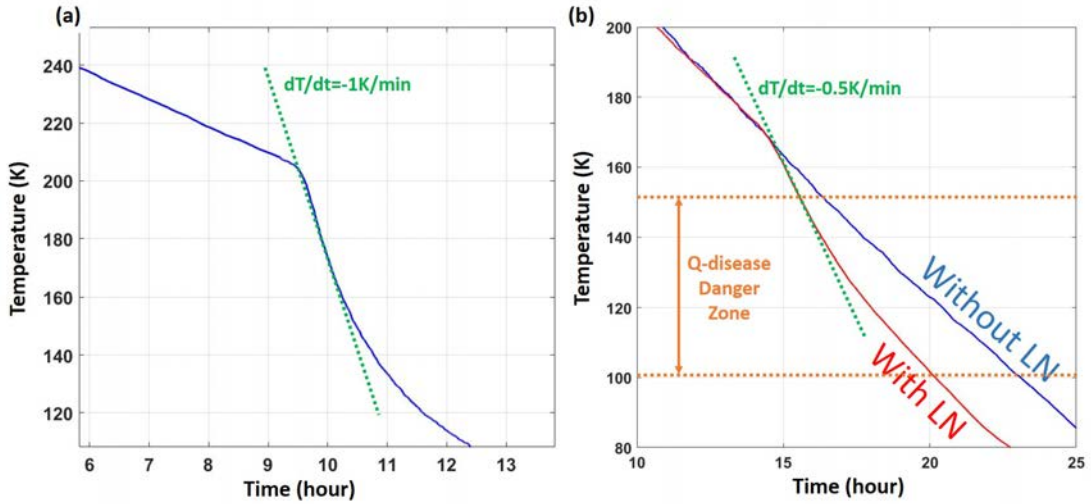 (a)
Temperature (K)
240
220
200
180
160
140
120
dT/dt=-1K/min
6 7 8 9 10 11 12 13
Time (hour)
(b)
Temperature (K)
200
180
160
140
120
100
80
dT/dt=-0.5K/min
Q-disease
Danger
Zone
Without LN
With LN
10 15 20 25
Time (hour)